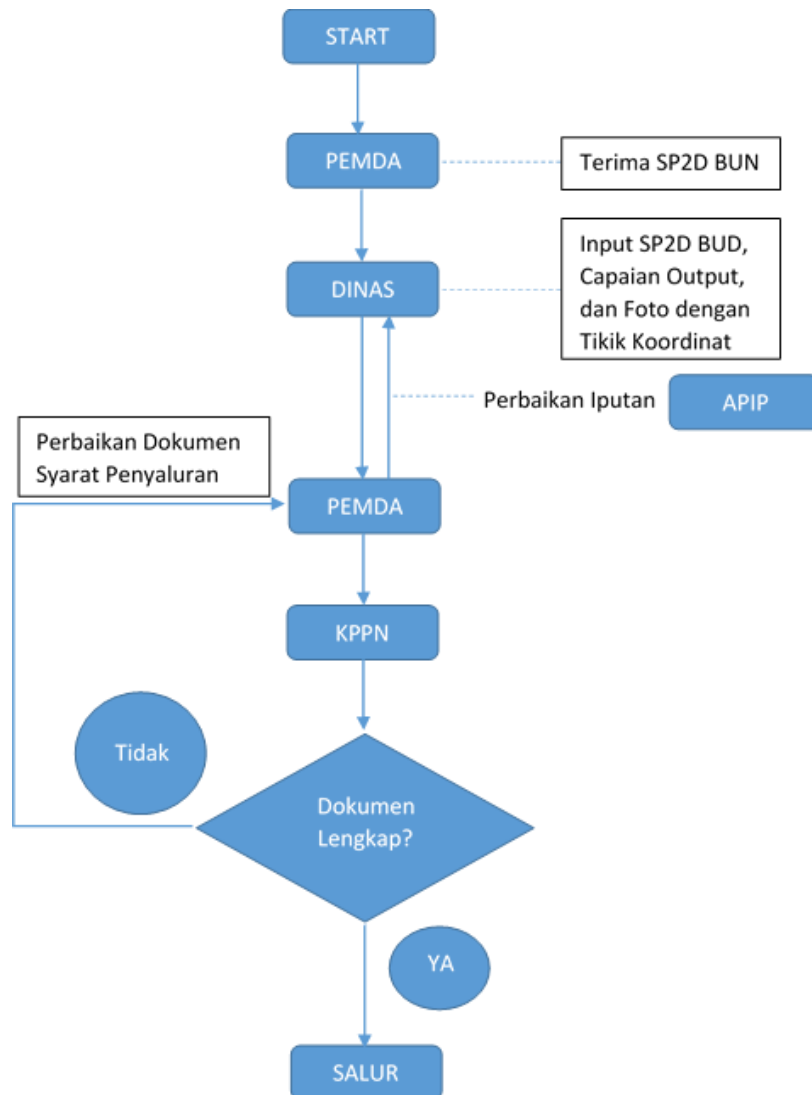 START
PEMDA
Terima SP2D BUN
DINAS
Input SP2D BUD,
Capaian Output,
dan Foto dengan
Tikik Koordinat
Perbaikan Iputan
APIP
Perbaikan Dokumen
Syarat Penyaluran
PEMDA
KPPN
Tidak
Dokumen
Lengkap?
YA
SALUR